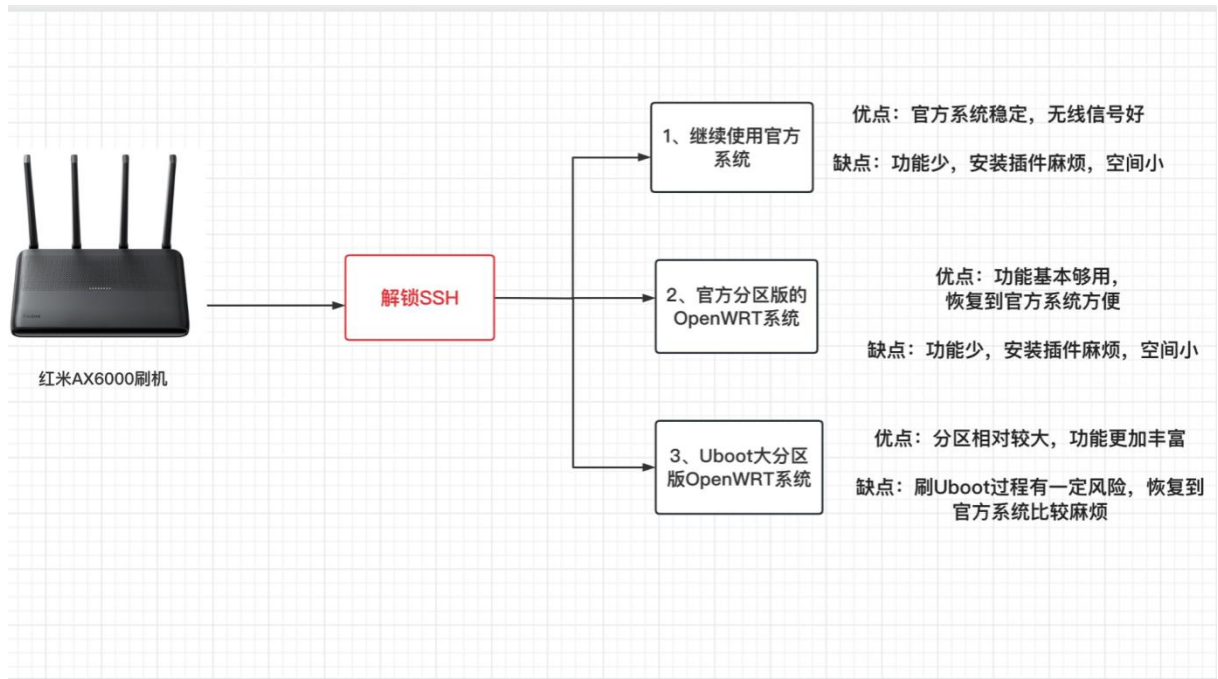 红米AX6000刷机
解锁SSH
1、继续使用官方
系统
优点：官方系统稳定，无线信号好
缺点：功能少，安装插件麻烦，空间小
2、官方分区版的
OpenWRT系统
优点：功能基本够用，
恢复到官方系统方便
缺点：功能少，安装插件麻烦，空间小
3、Uboot大分区
版OpenWRT系统
优点：分区相对较大，功能更加丰富
缺点：刷Uboot过程有一定风险，恢复到
官方系统比较麻烦